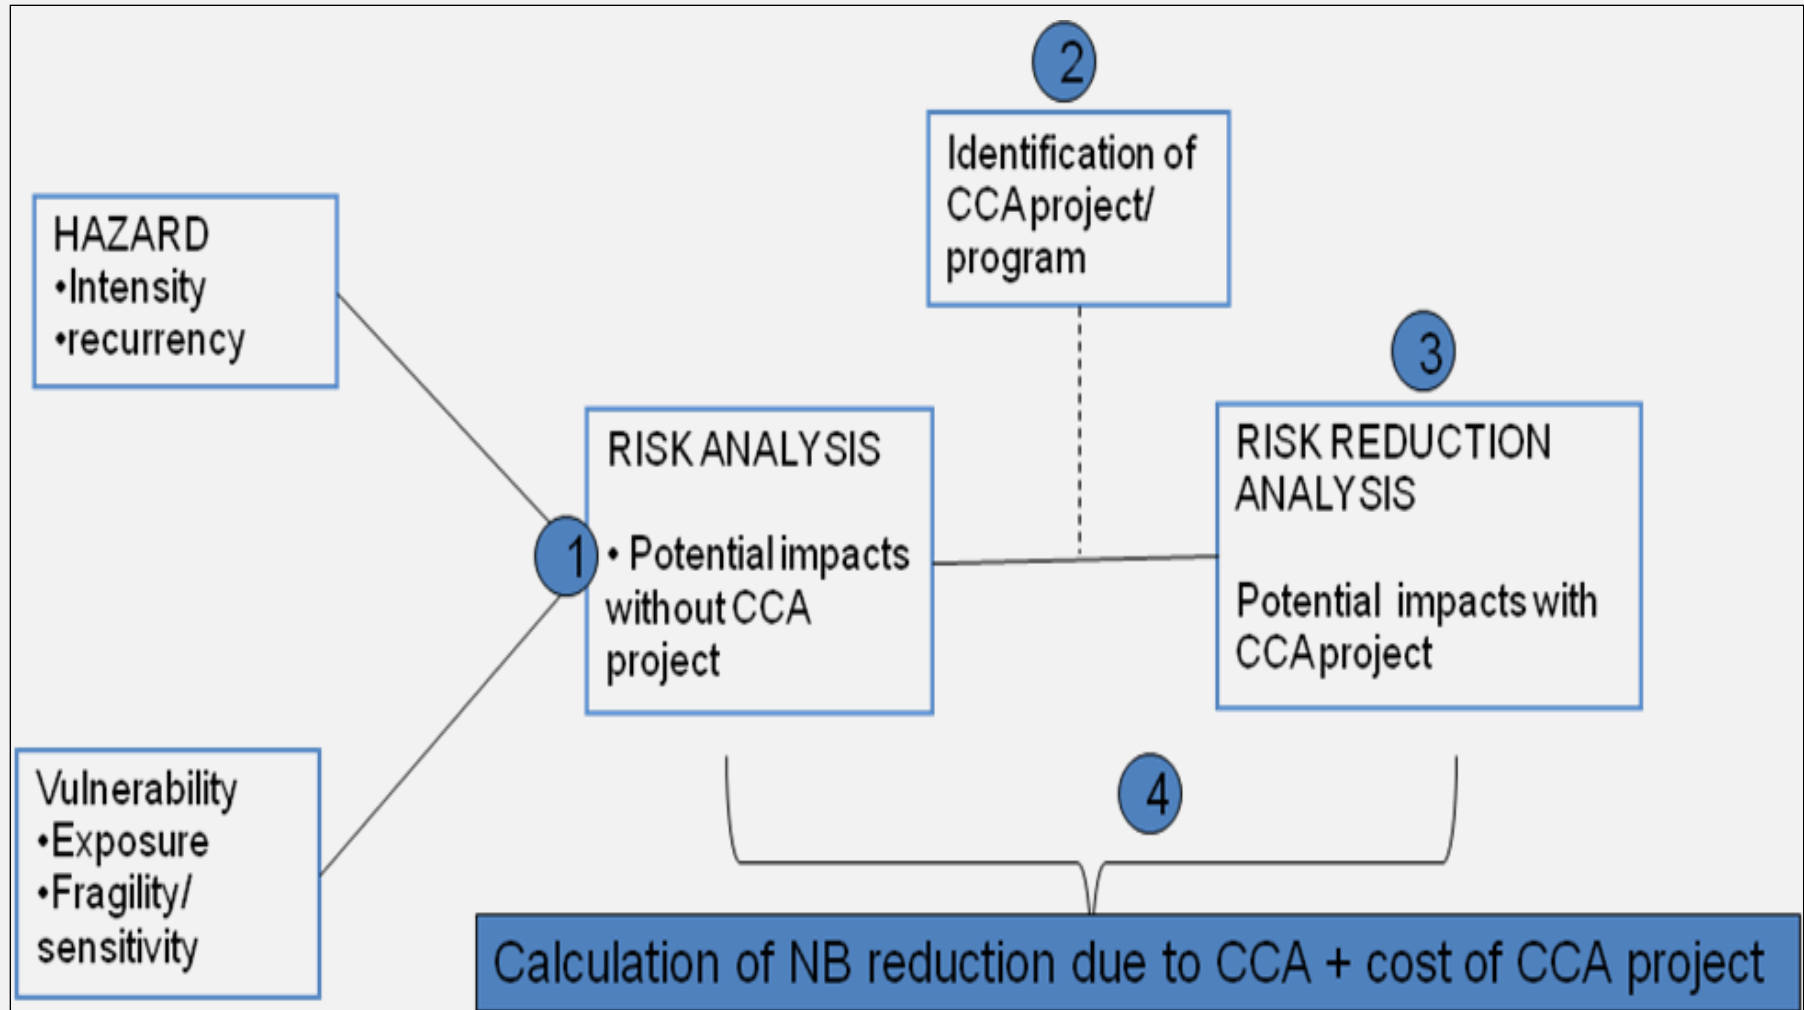 2
Identification of
CCA project/
program
HAZARD
•Intensity
•recurrency
3
RISK ANALYSIS
• Potential impacts
without CCA
project
1
RISK REDUCTION
ANALYSIS
Potential impacts with
CCA project
Vulnerability
•Exposure
•Fragility/
sensitivity
4
Calculation of NB reduction due to CCA + cost of CCA project